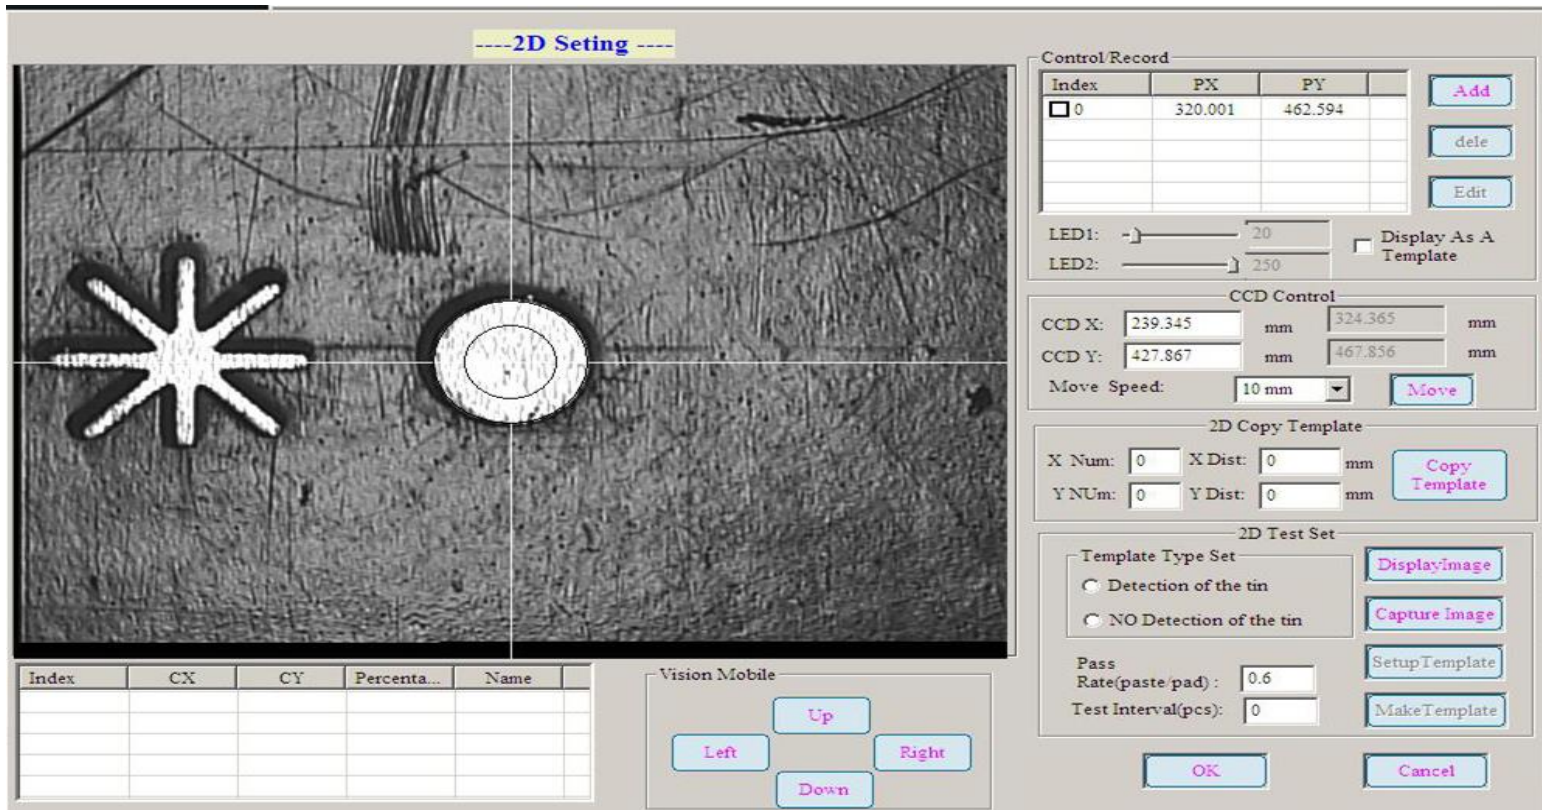 ----2D Seting ----
Control/Record
Index PX PY
0 320.001 462.594
Add
dele
Edit
LED1: 20
LED2: 250
Display As A
Template
CCD Control
CCD X: 239.345 mm 324.365 mm
CCD Y: 427.867 mm 467.856 mm
Move Speed: 10 mm Move
2D Copy Template
X Num: 0 X Dist: 0 mm
Y NUm: 0 Y Dist: 0 mm
Copy
Template
2D Test Set
Template Type Set
Detection of the tin
NO Detection of the tin
DisplayImage
Capture Image
SetupTemplate
MakeTemplate
Pass
Rate(paste/pad) : 0.6
Test Interval(pcs): 0
Index CX CY Percenta... Name
Vision Mobile
Up
Left Right
Down
OK Cancel